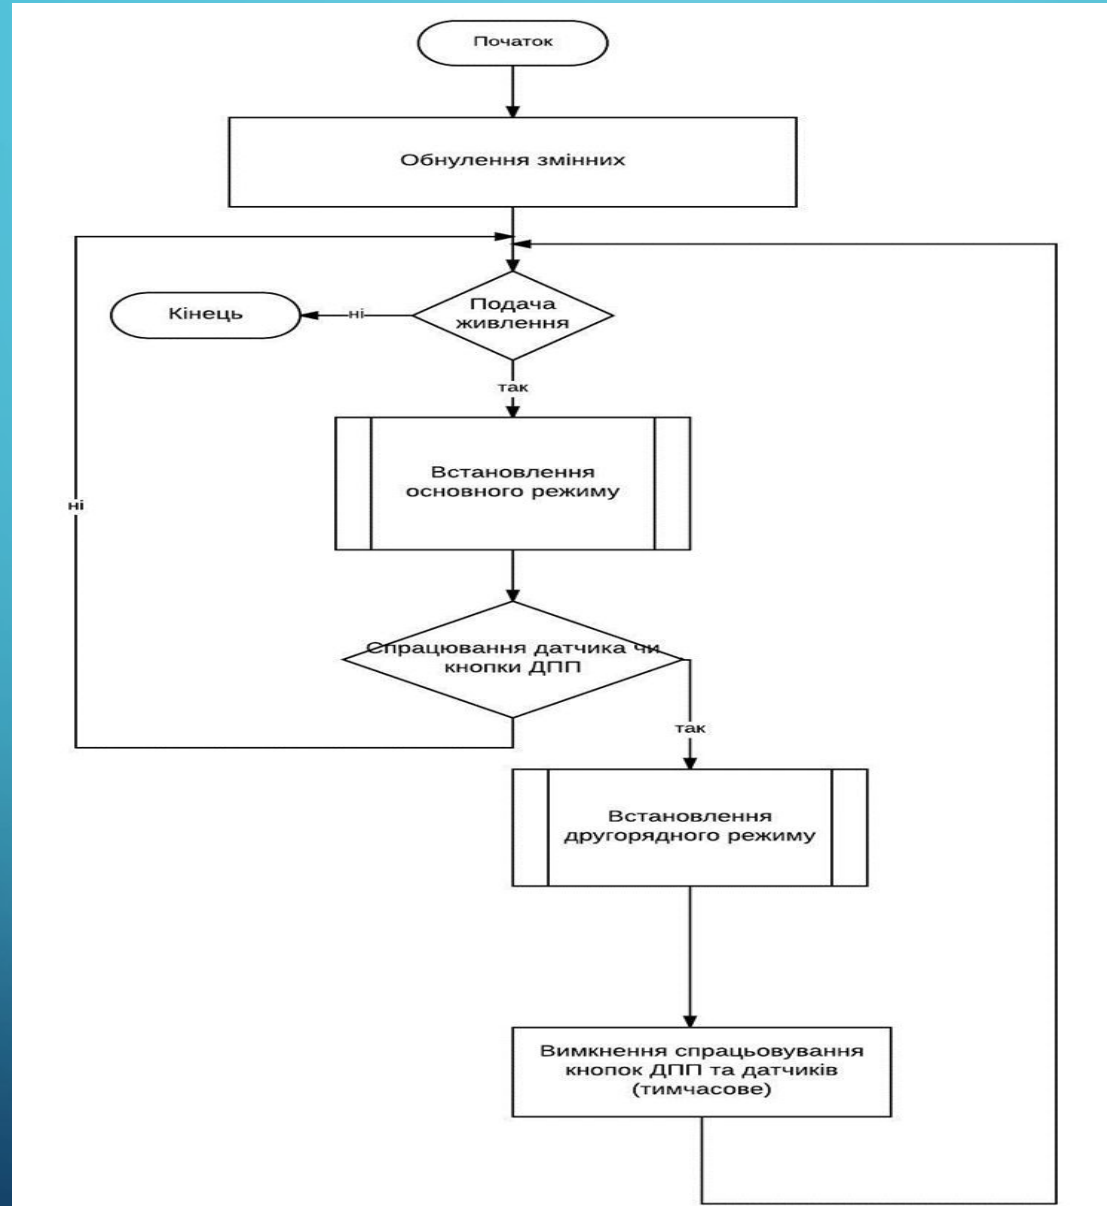 Початок
Обнулення змінних
Подача
живлення
ні
Кінець
так
Встановлення
основного режиму
ні
Спрацювання датчика чи
кнопки ДПП
так
Встановлення
другорядного режиму
Вимкнення спрацьовування
кнопок ДПП та датчиків
(тимчасове)